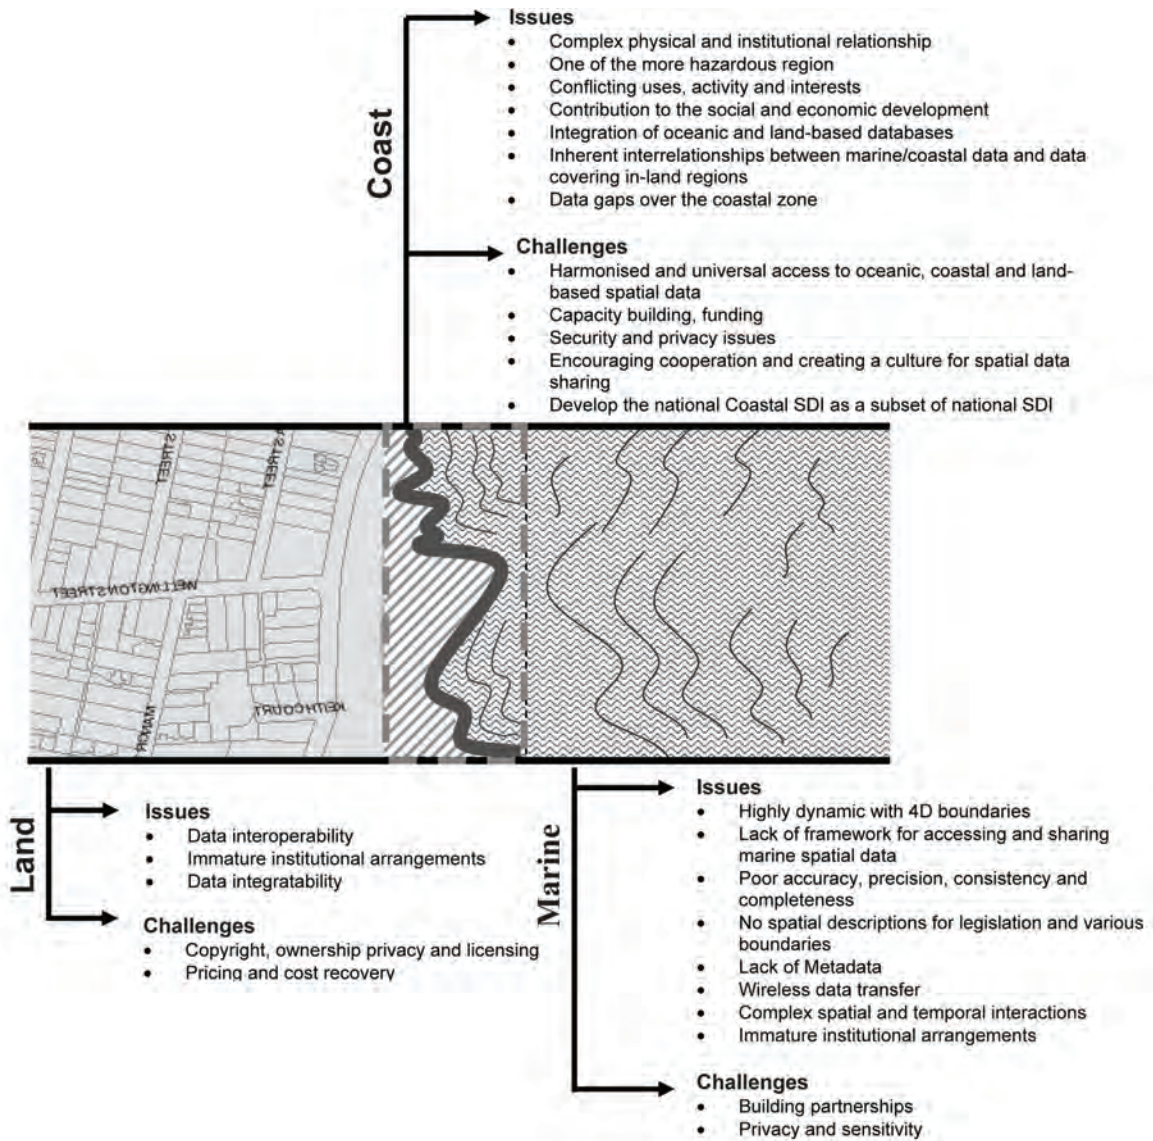 Issues
• Complex physical and institutional relationship
• One of the more hazardous region
• Conflicting uses, activity and interests
• Contribution to the social and economic development
• Integration of oceanic and land-based databases
• Inherent interrelationships between marine/coastal data and data
covering in-land regions
• Data gaps over the coastal zone
Coast
Challenges
• Harmonised and universal access to oceanic, coastal and land-
based spatial data
• Capacity building, funding
• Security and privacy issues
• Encouraging cooperation and creating a culture for spatial data
sharing
• Develop the national Coastal SDI as a subset of national SDI
STREET
STREET
WELLINGTON STREET
KEITH COURT
MANOR
Land
Issues
• Data interoperability
• Immature institutional arrangements
• Data integratability
Challenges
• Copyright, ownership privacy and licensing
• Pricing and cost recovery
Marine
Issues
• Highly dynamic with 4D boundaries
• Lack of framework for accessing and sharing
marine spatial data
• Poor accuracy, precision, consistency and
completeness
• No spatial descriptions for legislation and various
boundaries
• Lack of Metadata
• Wireless data transfer
• Complex spatial and temporal interactions
• Immature institutional arrangements
Challenges
• Building partnerships
• Privacy and sensitivity